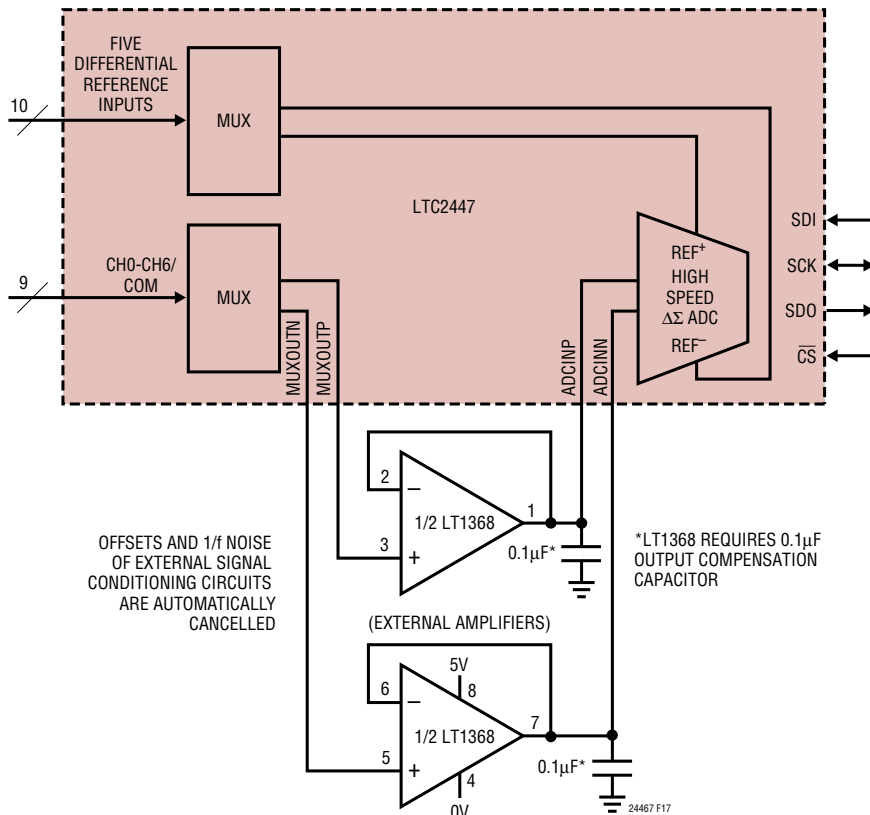 FIVE
DIFFERENTIAL
REFERENCE
INPUTS
10
MUX
LTC2447
SDI
SCK
SDO
CS
REF+
HIGH
SPEED
ΔΣ ADC
REF−
9
CH0-CH6/
COM
MUX
MUXOUTN
MUXOUTP
ADCINP
ADCINN
2
−
1/2 LT1368
1
3
+
0.1µF*
*LT1368 REQUIRES 0.1µF
OUTPUT COMPENSATION
CAPACITOR
OFFSETS AND 1/f NOISE
OF EXTERNAL SIGNAL
CONDITIONING CIRCUITS
ARE AUTOMATICALLY
CANCELLED
(EXTERNAL AMPLIFIERS)
5V
8
6
−
1/2 LT1368
7
5
+
4
0V
0.1µF*
24467 F17